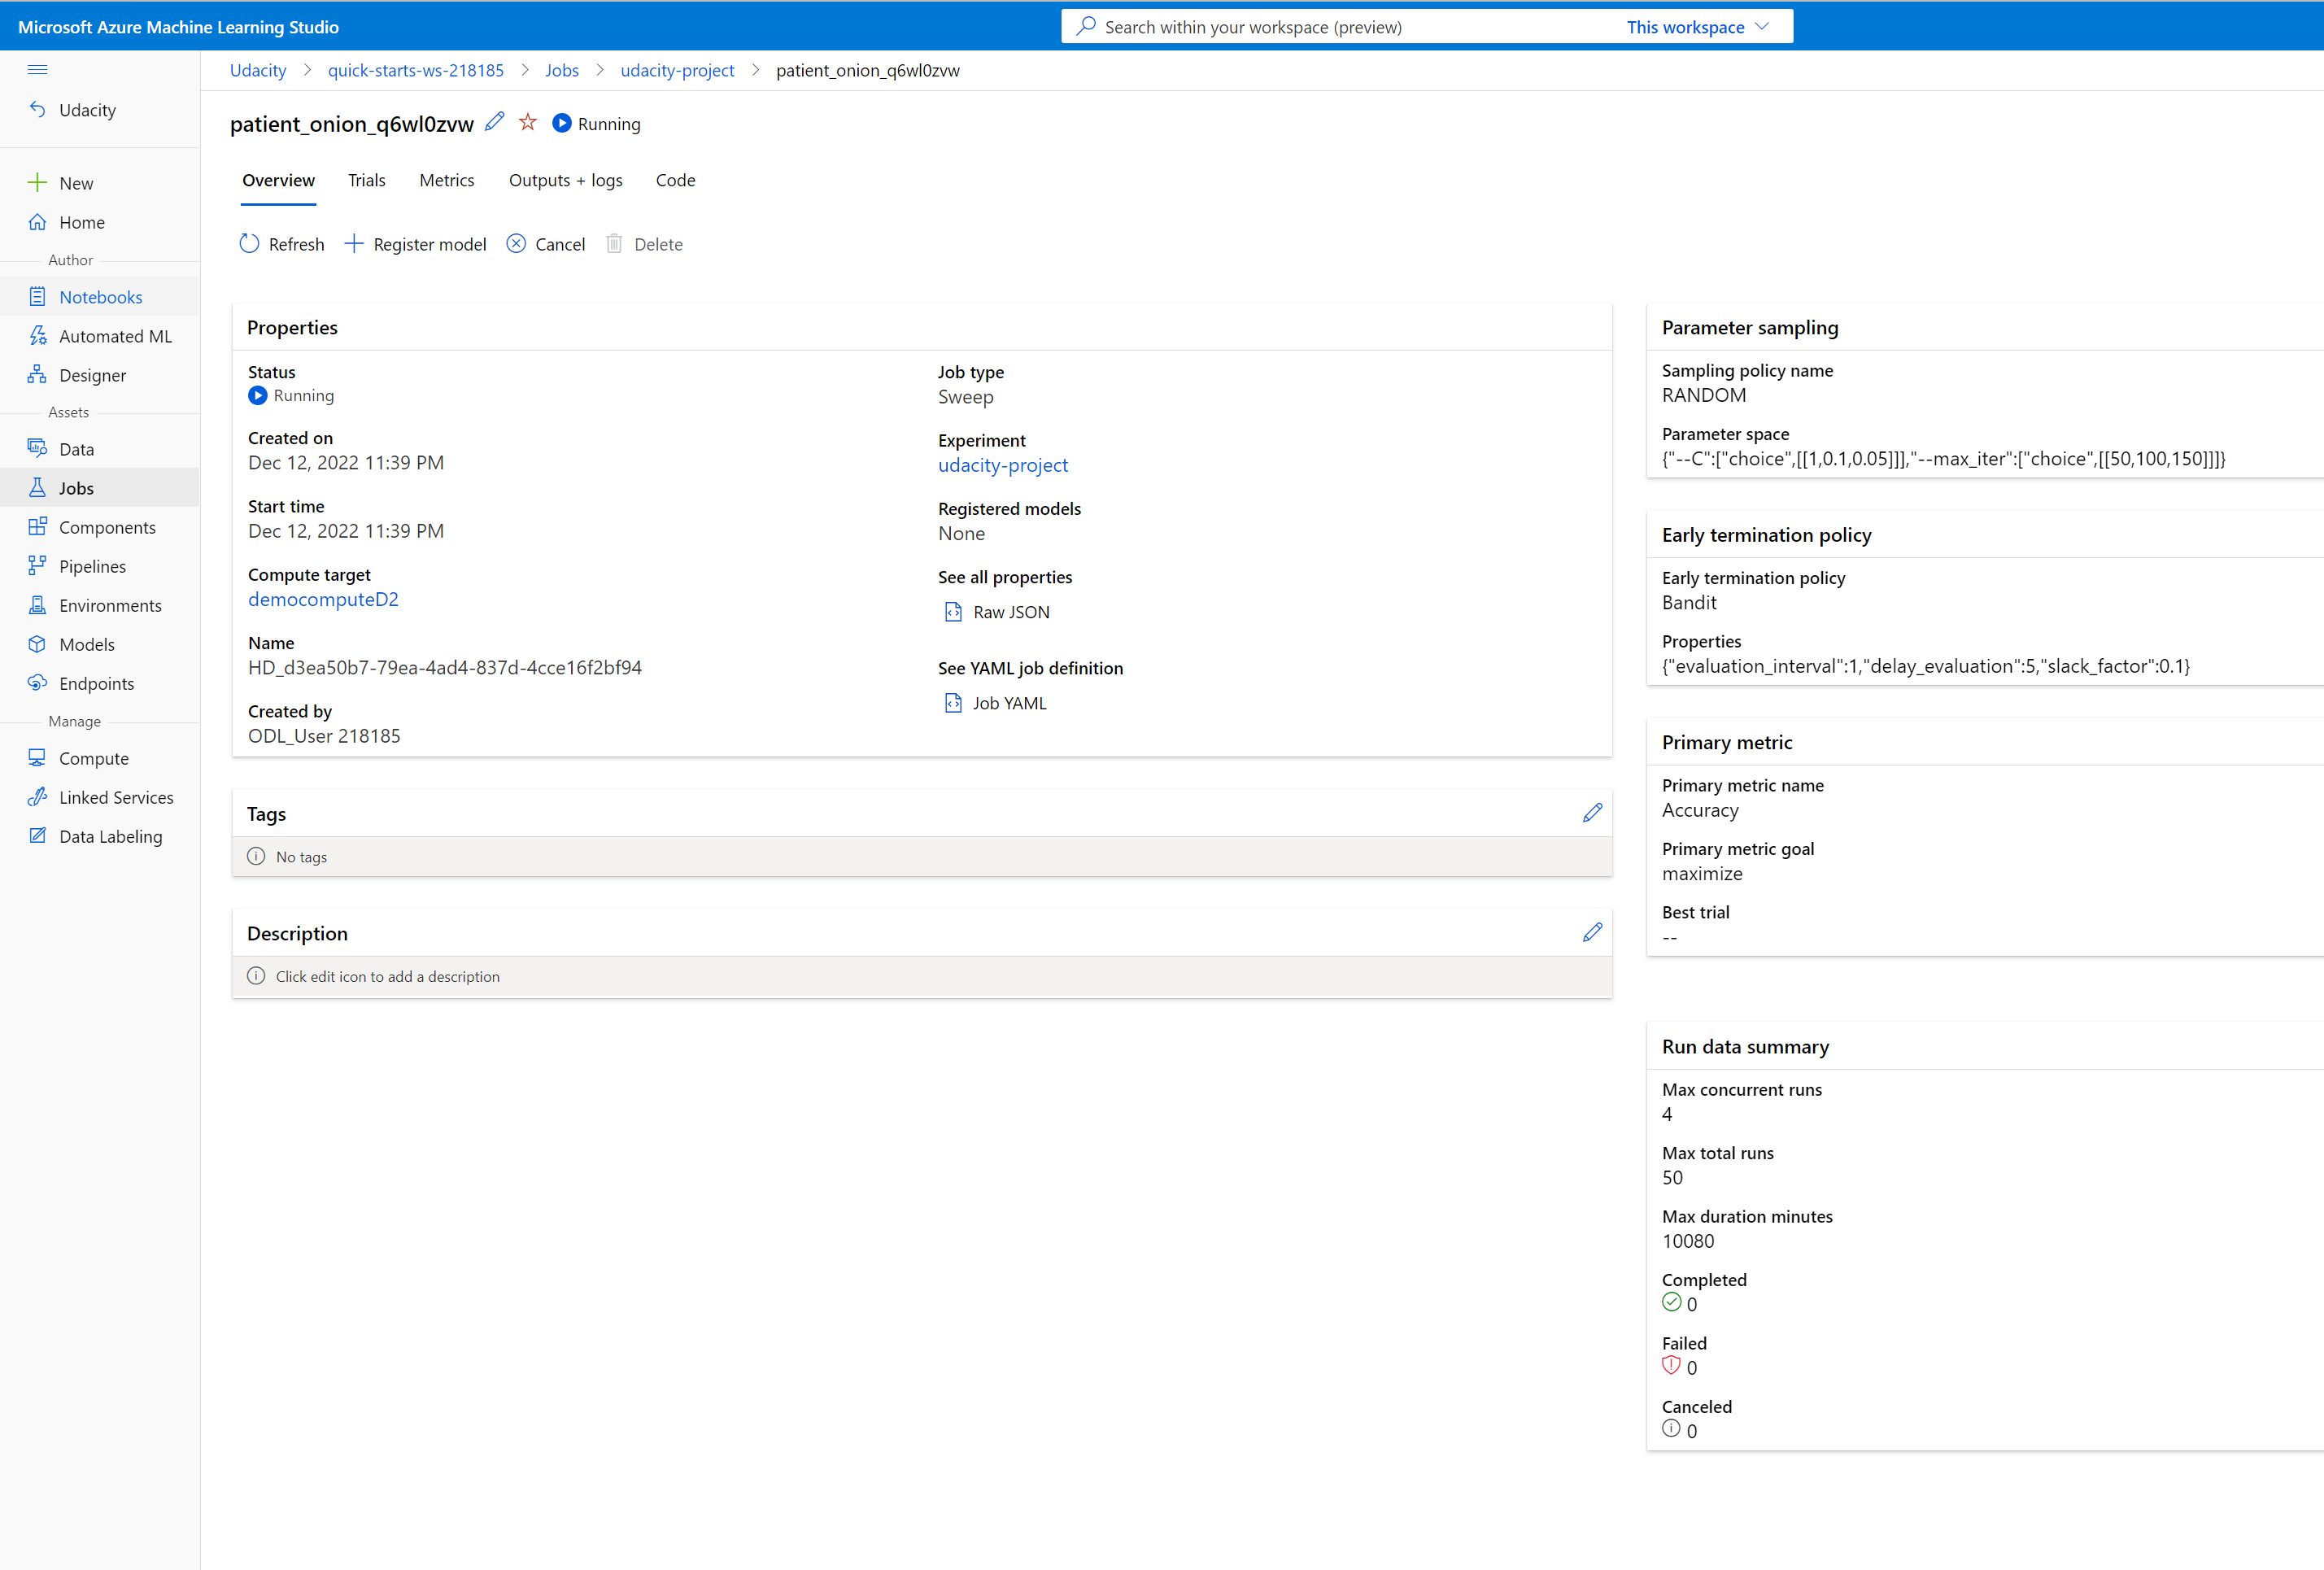 Microsoft Azure Machine Learning Studio
Search within your workspace (preview)
This workspace
Udacity
New
Home
Author
Notebooks
Automated ML
Designer
Assets
Data
Jobs
Components
Pipelines
Environments
Models
Endpoints
Manage
Compute
Linked Services
Data Labeling
Udacity > quick-starts-ws-218185 > Jobs > udacity-project > patient_onion_q6wl0zvw
patient_onion_q6wl0zvw Running
Overview Trials Metrics Outputs + logs Code
Refresh Register model Cancel Delete
Properties
Status
Running
Created on
Dec 12, 2022 11:39 PM
Start time
Dec 12, 2022 11:39 PM
Compute target
democomputeD2
Name
HD_d3ea50b7-79ea-4ad4-837d-4cce16f2bf94
Created by
ODL_User 218185
Job type
Sweep
Experiment
udacity-project
Registered models
None
See all properties
Raw JSON
See YAML job definition
Job YAML
Tags
No tags
Description
Click edit icon to add a description
Parameter sampling
Sampling policy name
RANDOM
Parameter space
{"--C":["choice",[[1,0.1,0.05]]],"--max_iter":["choice",[[50,100,150]]]}
Early termination policy
Early termination policy
Bandit
Properties
{"evaluation_interval":1,"delay_evaluation":5,"slack_factor":0.1}
Primary metric
Primary metric name
Accuracy
Primary metric goal
maximize
Best trial
--
Run data summary
Max concurrent runs
4
Max total runs
50
Max duration minutes
10080
Completed
0
Failed
0
Canceled
0